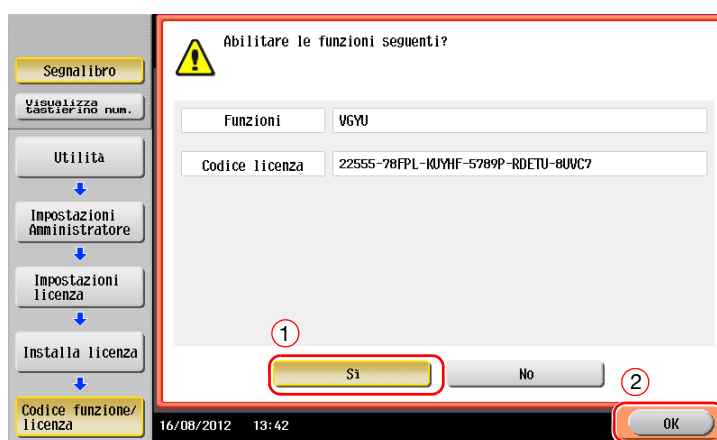 Segnalibro
Visualizza
tastierino num.
Utilità
Impostazioni
Amministratore
Impostazioni
licenza
Installa licenza
Codice funzione/
licenza
Abilitare le funzioni seguenti?
Funzioni VGYU
Codice licenza 22555-78FPL-KUYHF-5789P-RDETU-8UVC7
1
Sì No
2
16/08/2012 13:42 OK